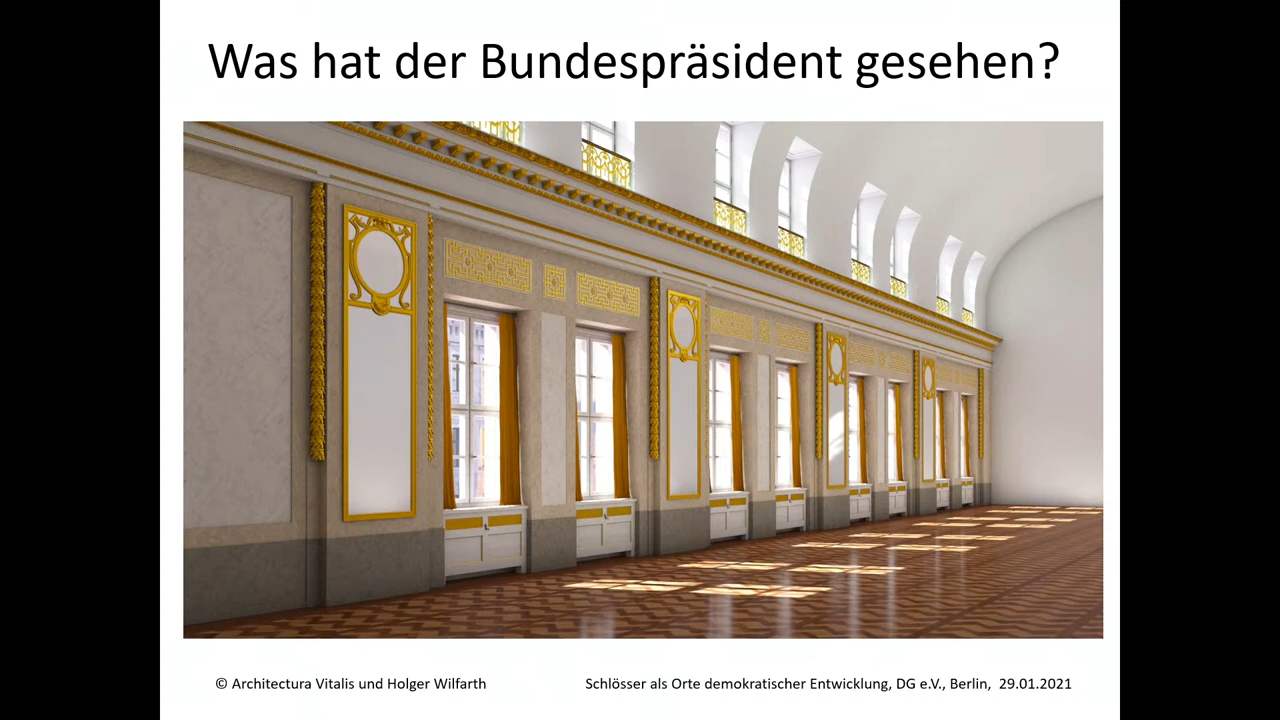 Was hat der Bundespräsident gesehen?
© Architectura Vitalis und Holger Wilfarth
Schlösser als Orte demokratischer Entwicklung, DG e.V., Berlin, 29.01.2021